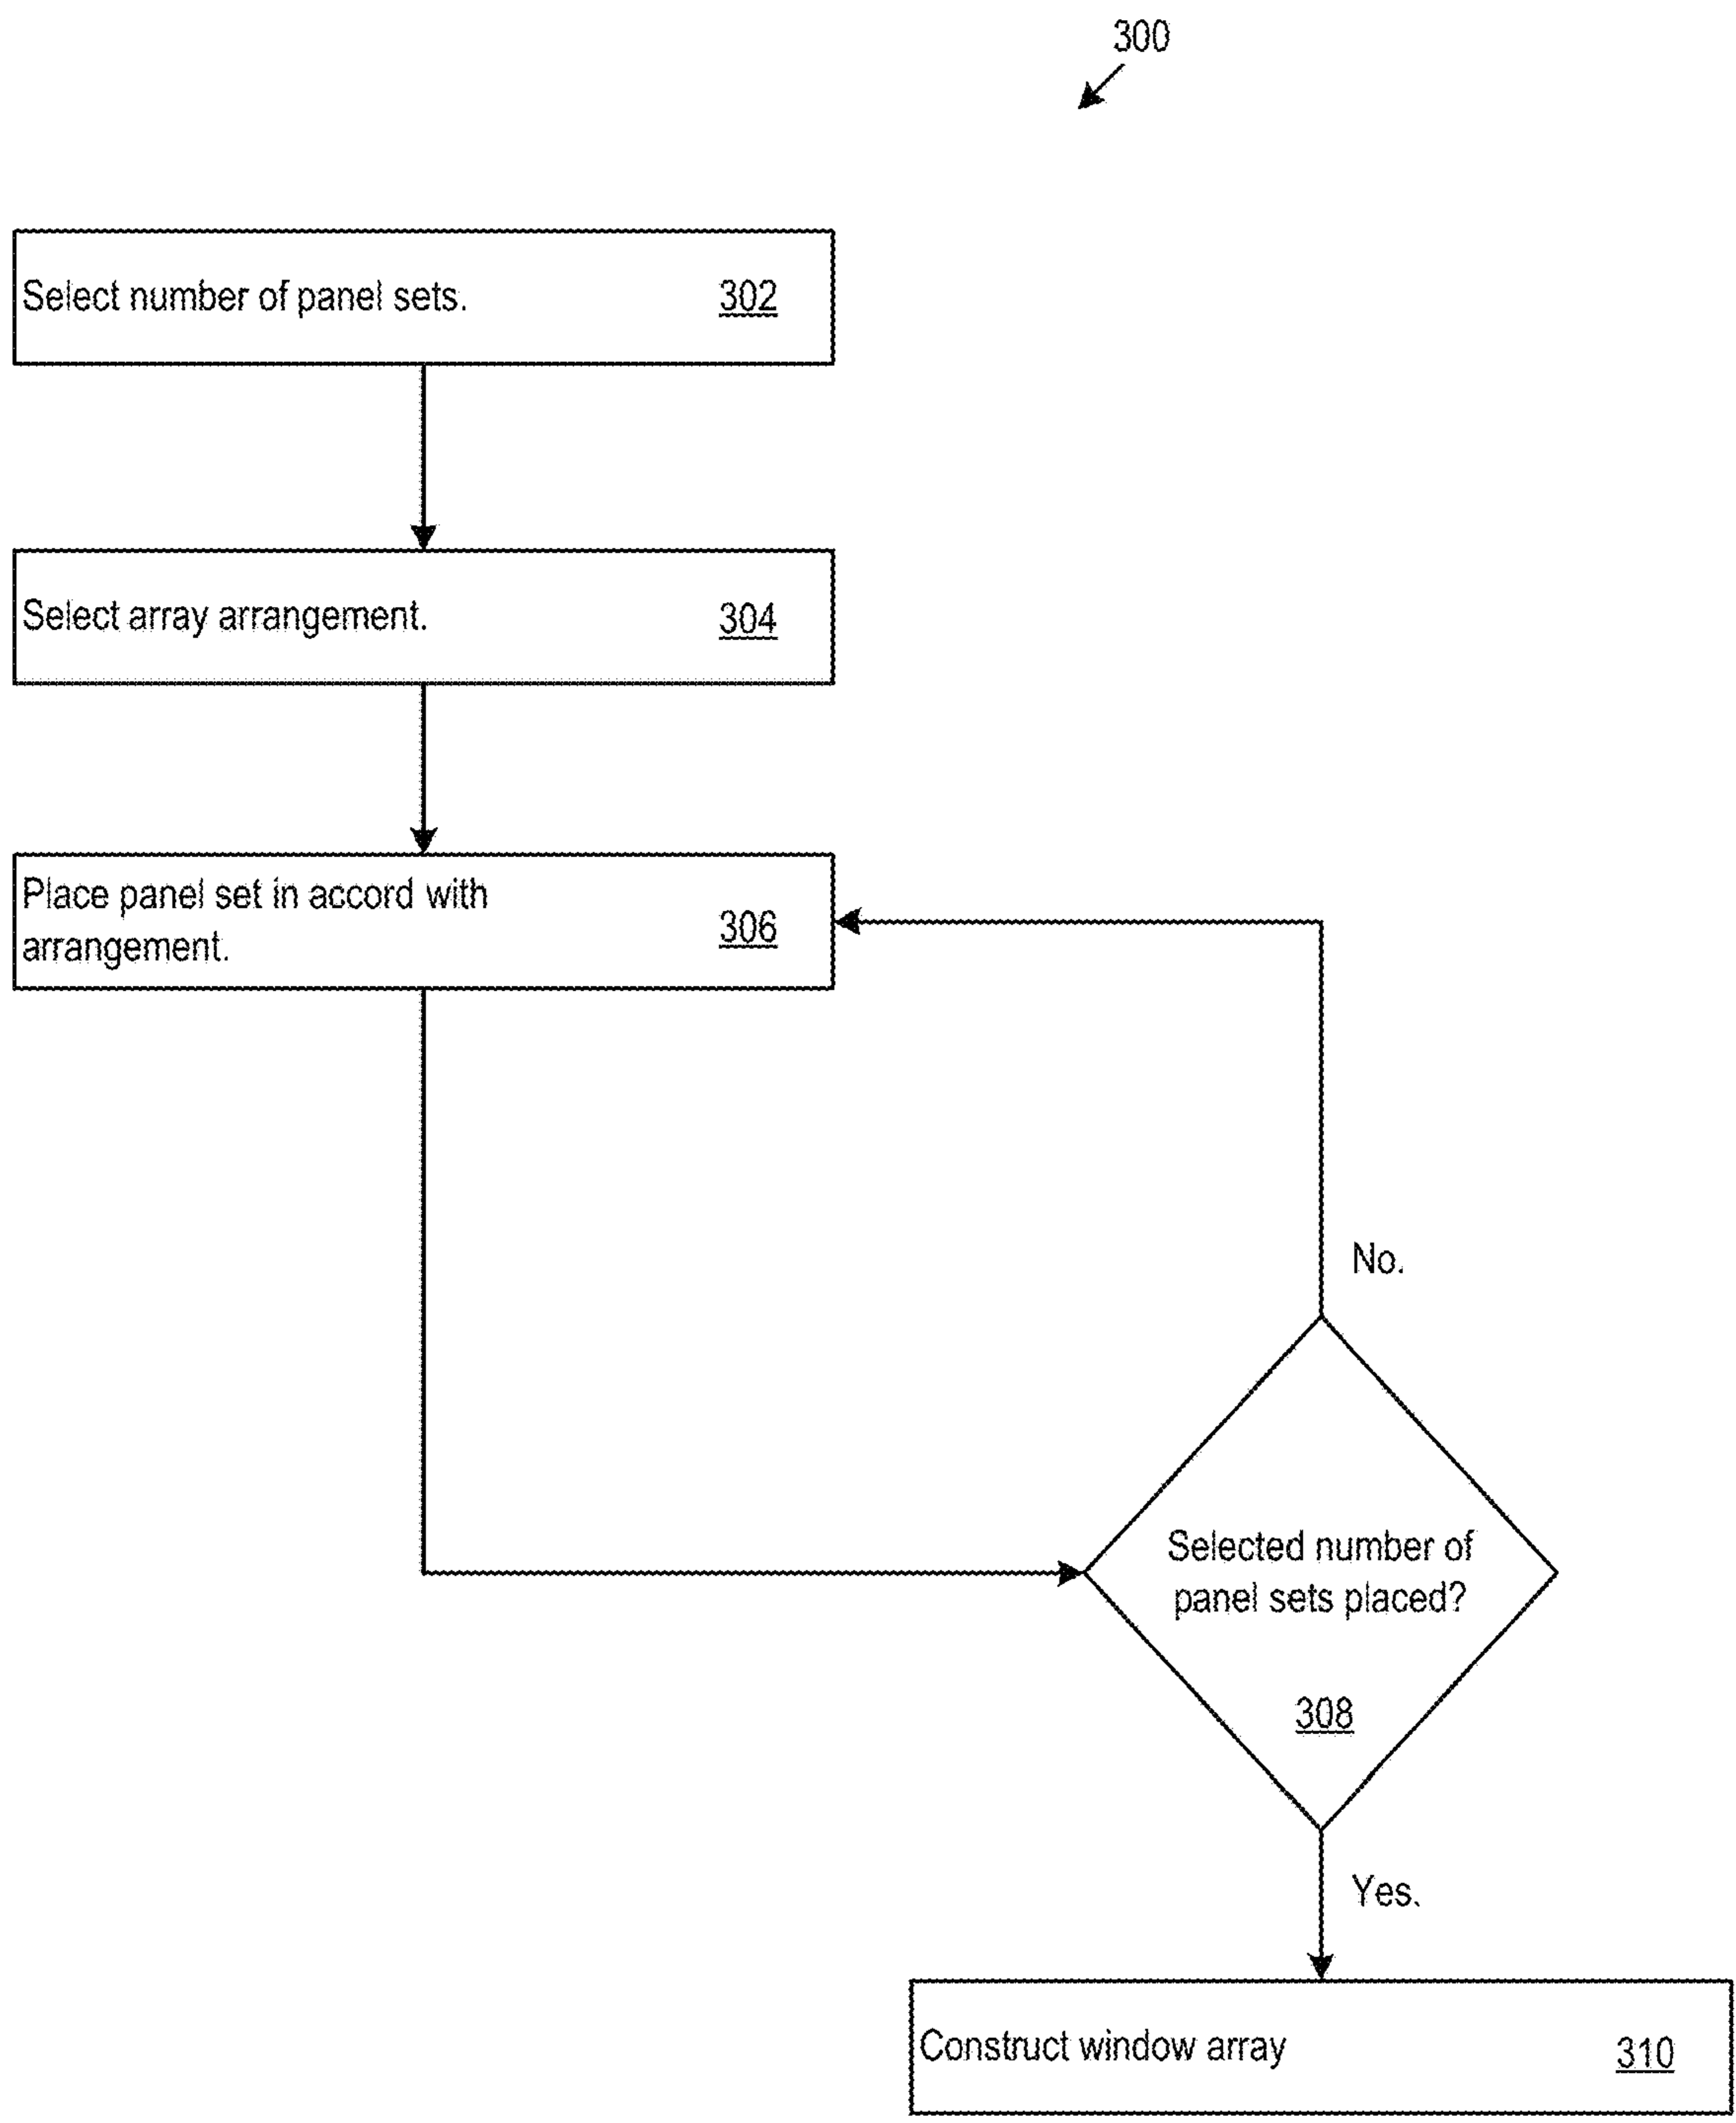 300
Select number of panel sets.
302
Select array arrangement.
304
Place panel set in accord with
arrangement.
306
No.
Selected number of
panel sets placed?
308
Yes.
Construct window array
310